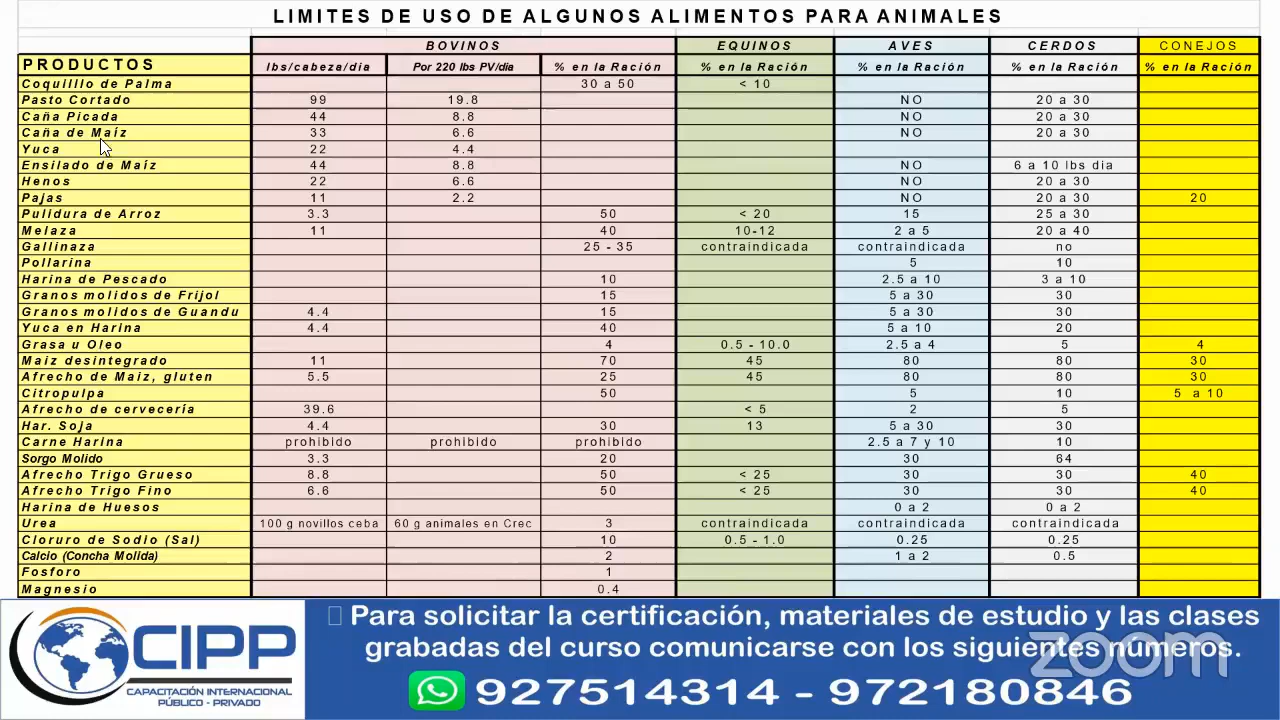 LIMITES DE USO DE ALGUNOS ALIMENTOS PARA ANIMALES
BOVINOS EQUINOS AVES CERDOS CONEJOS
PRODUCTOS lbs/cabeza/dia Por 220 lbs PV/dia % en la Ración % en la Ración % en la Ración % en la Ración % en la Ración
Coquilllo de Palma 30 a 50 < 10
Pasto Cortado 99 19.8 NO 20 a 30
Caña Picada 44 8.8 NO 20 a 30
Caña de Maíz 33 6.6 NO 20 a 30
Yuca 22 4.4
Ensilado de Maíz 44 8.8 NO 6 a 10 lbs dia
Henos 22 6.6 NO 20 a 30
Pajas 11 2.2 NO 20 a 30 20
Pulidura de Arroz 3.3 50 < 20 15 25 a 30
Melaza 11 40 10-12 2 a 5 20 a 40
Gallinaza 25 - 35 contraindicada contraindicada no
Pollarina 5 10
Harina de Pescado 10 2.5 a 10 3 a 10
Granos molidos de Frijol 15 5 a 30 30
Granos molidos de Guandu 4.4 15 5 a 30 30
Yuca en Harina 4.4 40 5 a 10 20
Grasa u Oleo 4 0.5 - 10.0 2.5 a 4 5 4
Maiz desintegrado 11 70 45 80 80 30
Afrecho de Maiz, gluten 5.5 25 45 80 80 30
Citropulpa 50 5 10 5 a 10
Afrecho de cervecería 39.6 < 5 2 5
Har. Soja 4.4 30 13 5 a 30 30
Carne Harina prohibido prohibido prohibido 2.5 a 7 y 10 10
Sorgo Molido 3.3 20 30 64
Afrecho Trigo Grueso 8.8 50 < 25 30 30 40
Afrecho Trigo Fino 6.6 50 < 25 30 30 40
Harina de Huesos 0 a 2 0 a 2
Urea 100 g novillos ceba 60 g animales en Crec 3 contraindicada contraindicada contraindicada
Cloruro de Sodio (Sal) 10 0.5 - 1.0 0.25 0.25
Calcio (Concha Molida) 2 1 a 2 0.5
Fosforo 1
Magnesio 0.4
CIPP
CAPACITACIÓN INTERNACIONAL
PÚBLICO - PRIVADO
Para solicitar la certificación, materiales de estudio y las clases
grabadas del curso comunicarse con los siguientes números.
927514314 - 972180846
zoom